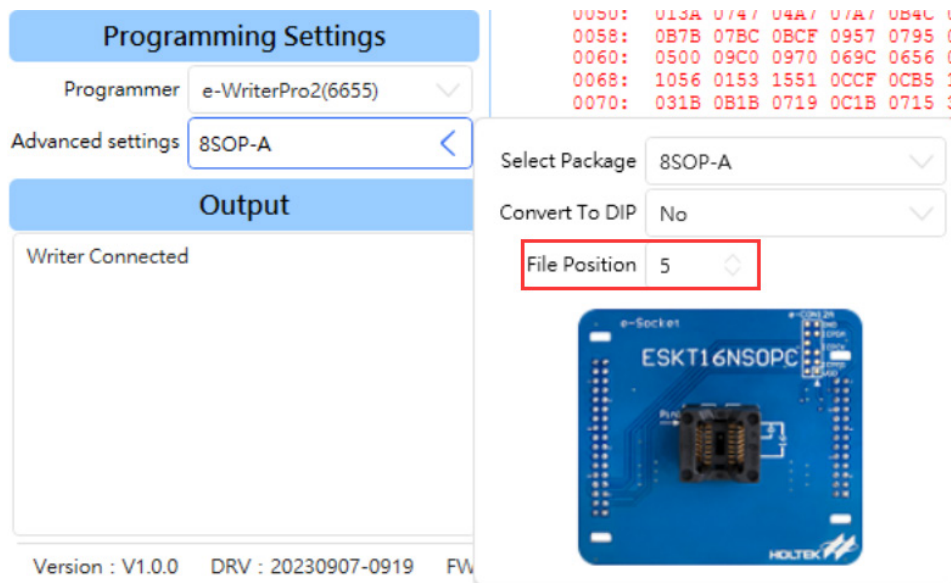 Programming Settings
Programmer e-WriterPro2(6655)
Advanced settings 8SOP-A
Output
Writer Connected
Version : V1.0.0 DRV : 20230907-0919 FW
0050: 013A 0747 04A7 07A7 0B4C
0058: 0B7B 07BC 0BCF 0957 0795
0060: 0500 09C0 0970 069C 0656
0068: 1056 0153 1551 0CCF 0CB5
0070: 031B 0B1B 0719 0C1B 0715
Select Package 8SOP-A
Convert To DIP No
File Position 5
e-Socket
e-CON12A
ESKT16NSOPC
HOLTEK